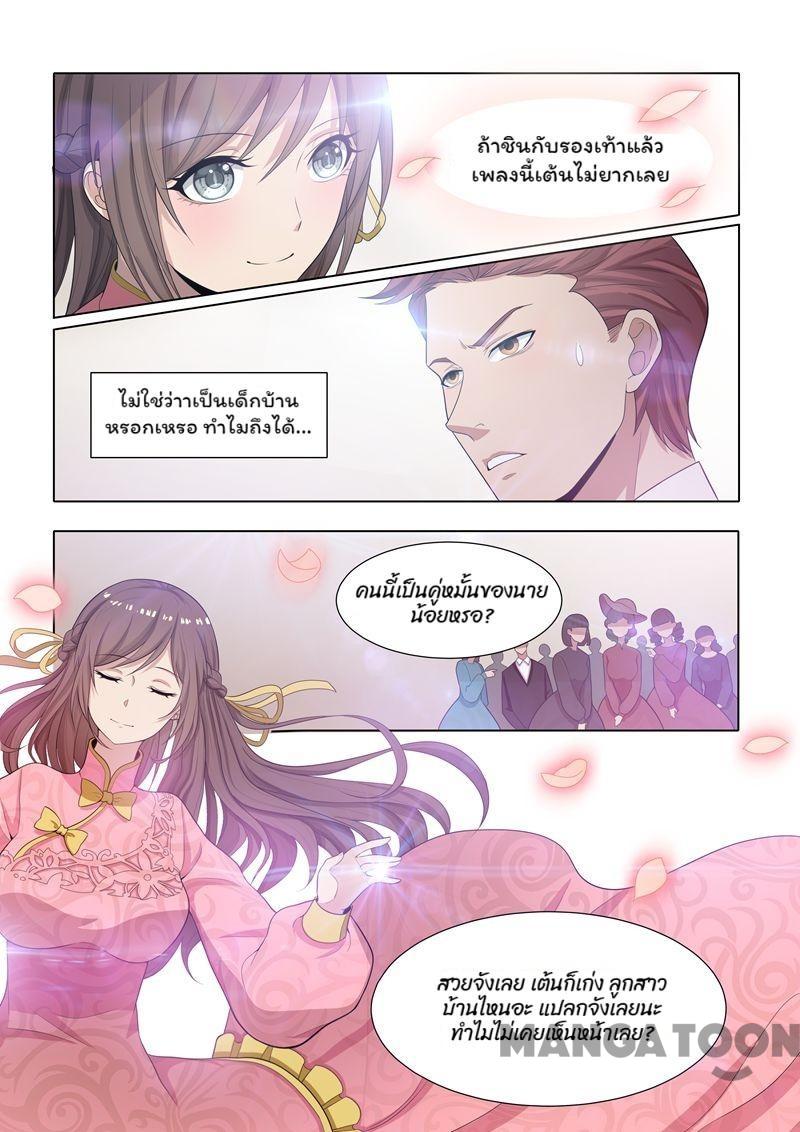 ถ้าชินกับรองเท้าแล้ว
เพลงนี้เต้นไม่ยากเลย
ไม่ใช่ว่าาเป็นเด็กบ้าน
หรอกเหรอ ทำไมถึงได้...
คนนี้เป็นคู่หมั้นของนาย
น้อยหรอ?
สวยจังเลย เต้นก็เก่ง ลูกสาว
บ้านไหนอะ แปลกจังเลยนะ
ทำไมไม่เคยเห็นหน้าเลย?
MANGATOON